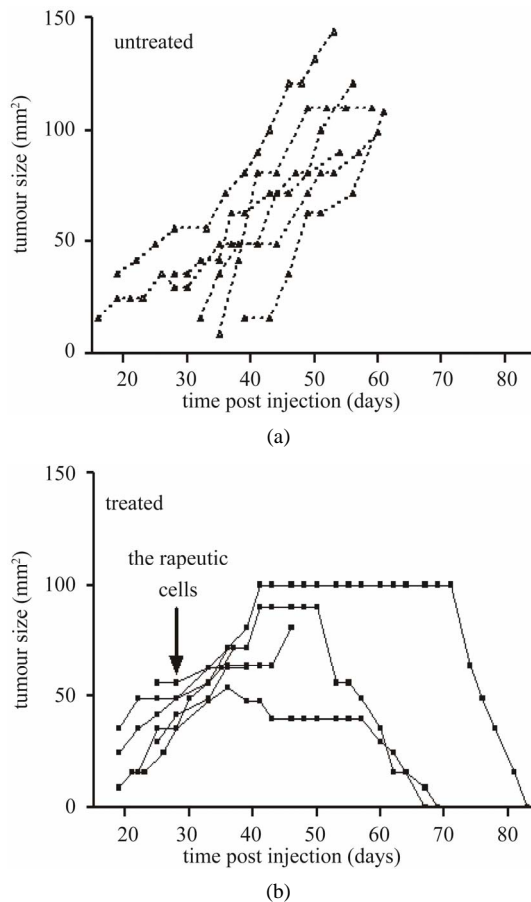 150
untreated
100
tumour size (mm²)
50
0
20 30 40 50 60 70 80
time post injection (days)
(a)
150
treated
the rapeutic
cells
100
tumour size (mm²)
50
0
20 30 40 50 60 70 80
time post injection (days)
(b)